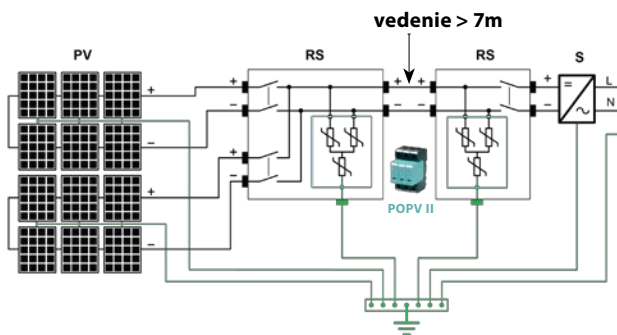 vedenie > 7m
PV
RS
RS
S
+
−
+
−
+
−
+
−
+
−
+
−
=
~
L
N
POPV II